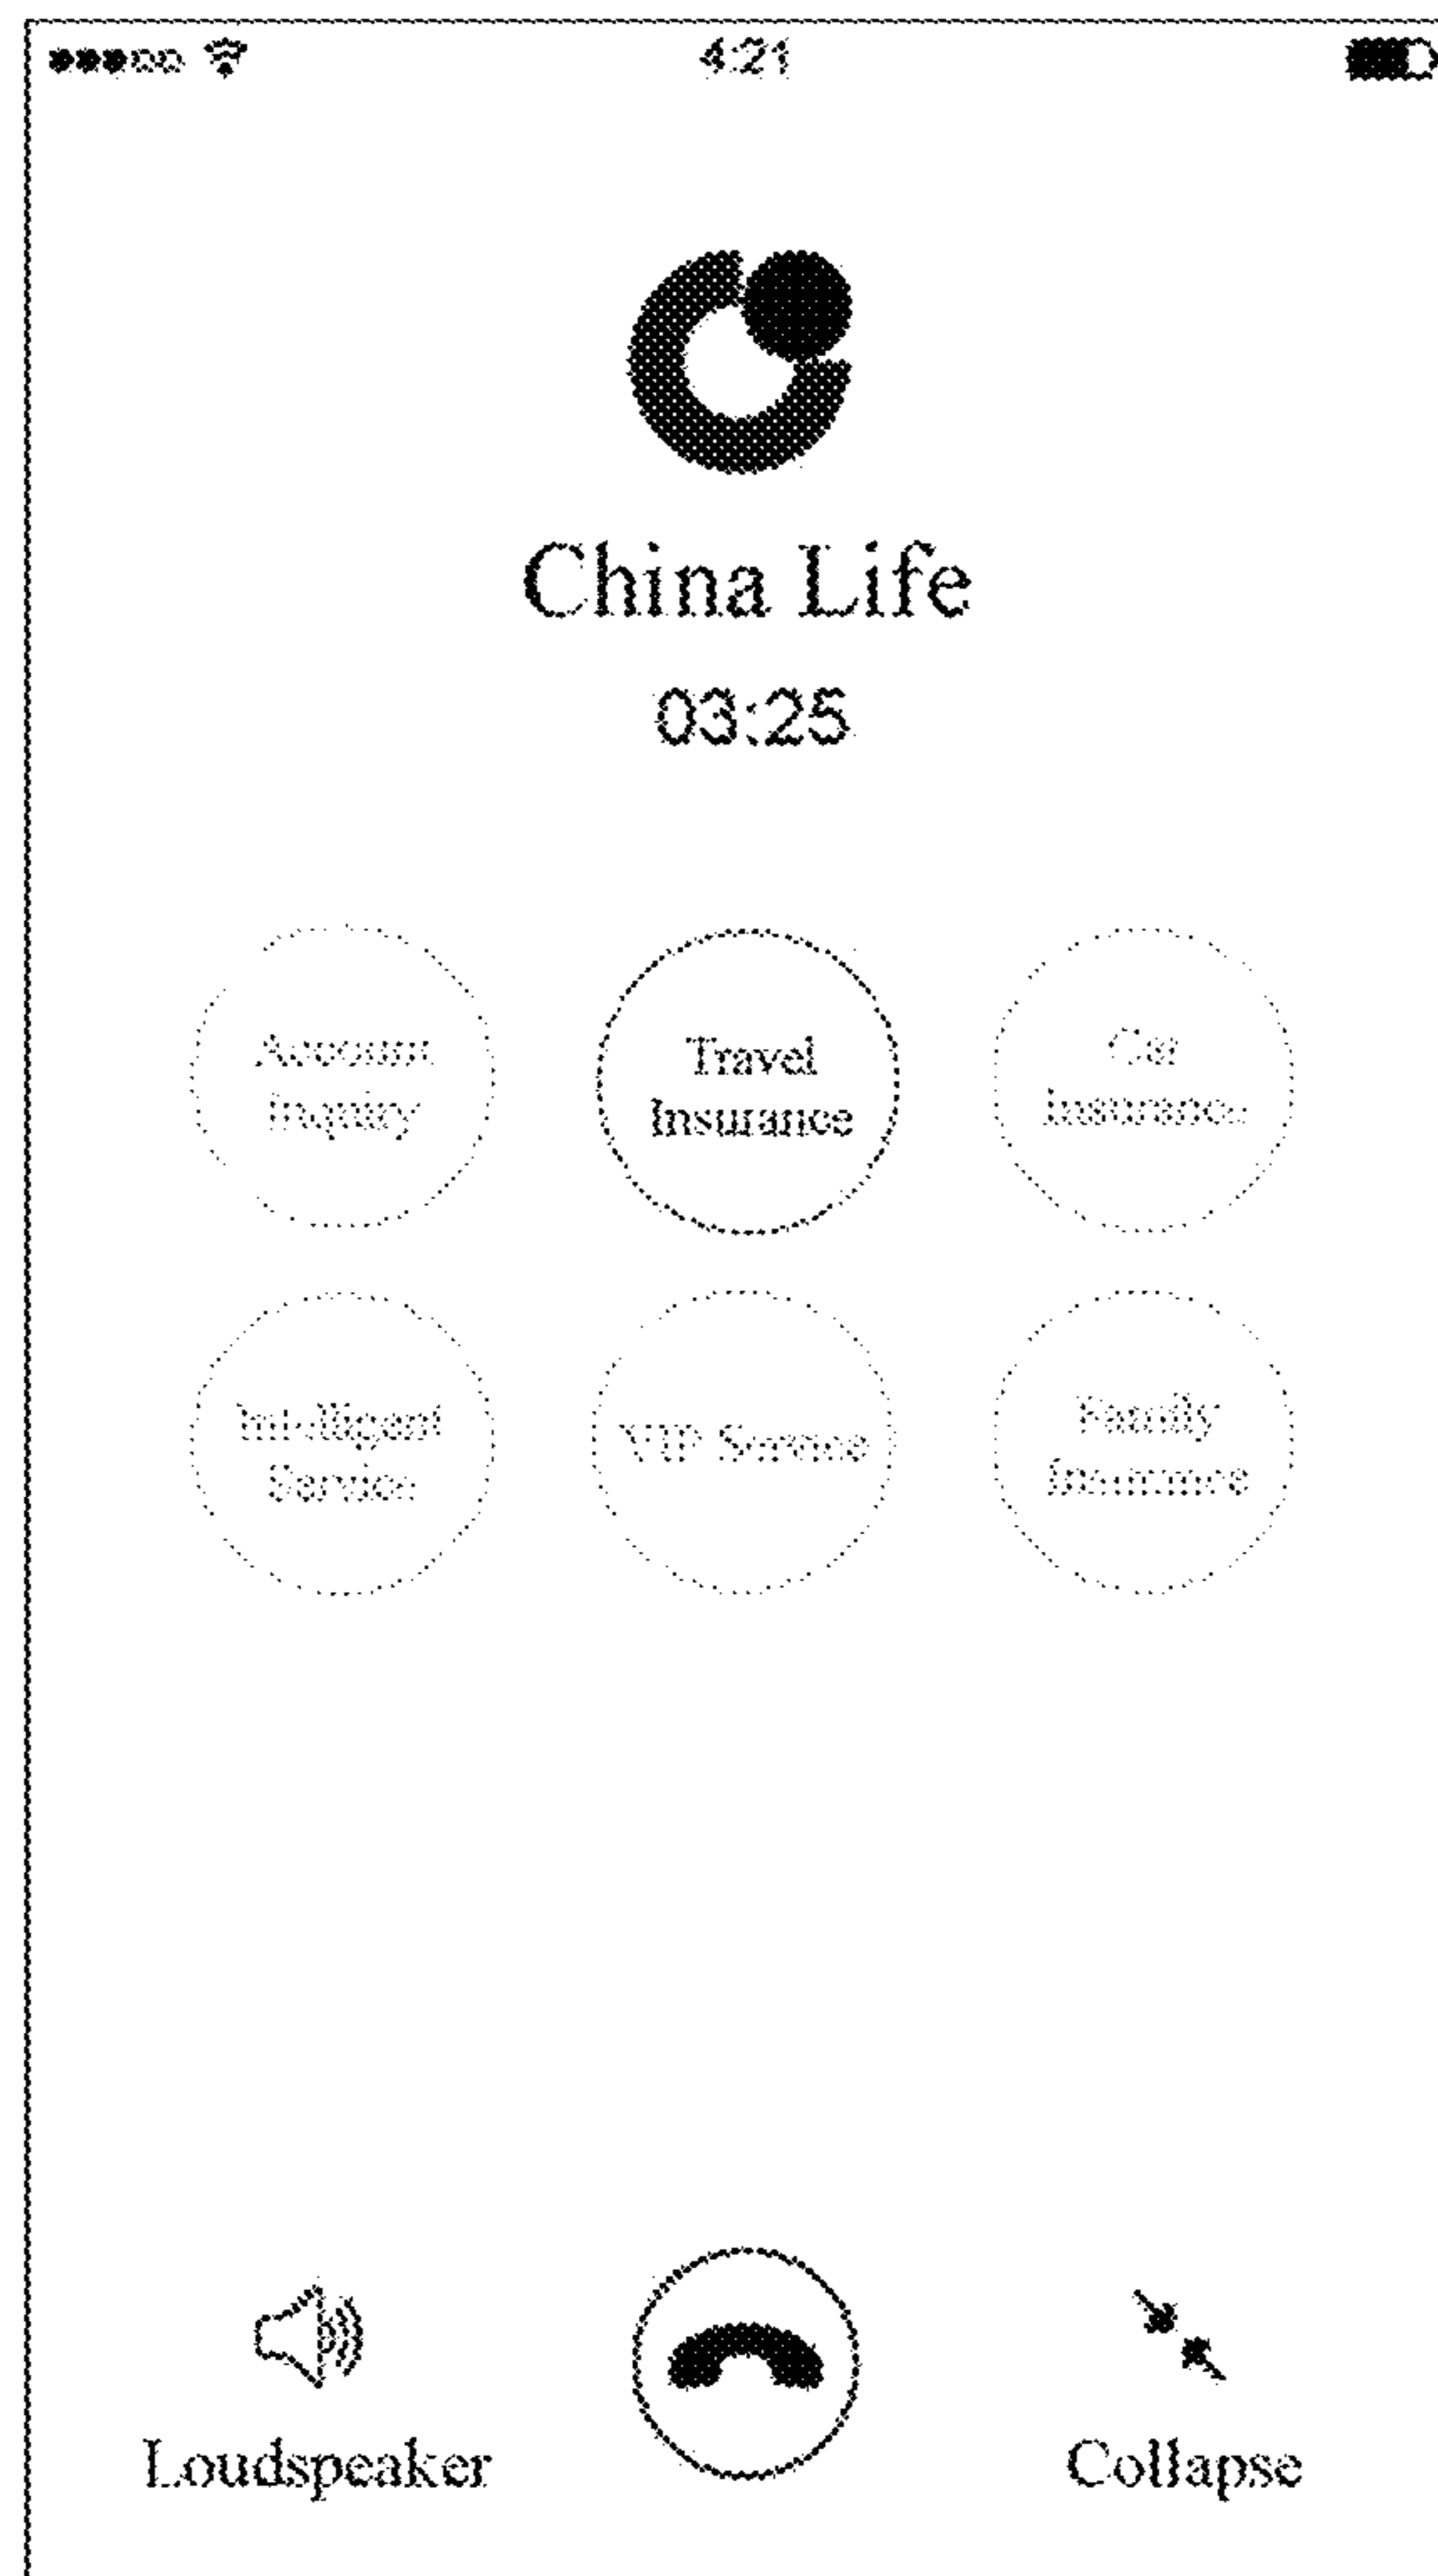 4:21
China Life
03:25
Account
Inquiry
Travel
Insurance
Car
Insurance
Intelligent
Service
VIP Service
Family
Insurance
Loudspeaker
Collapse